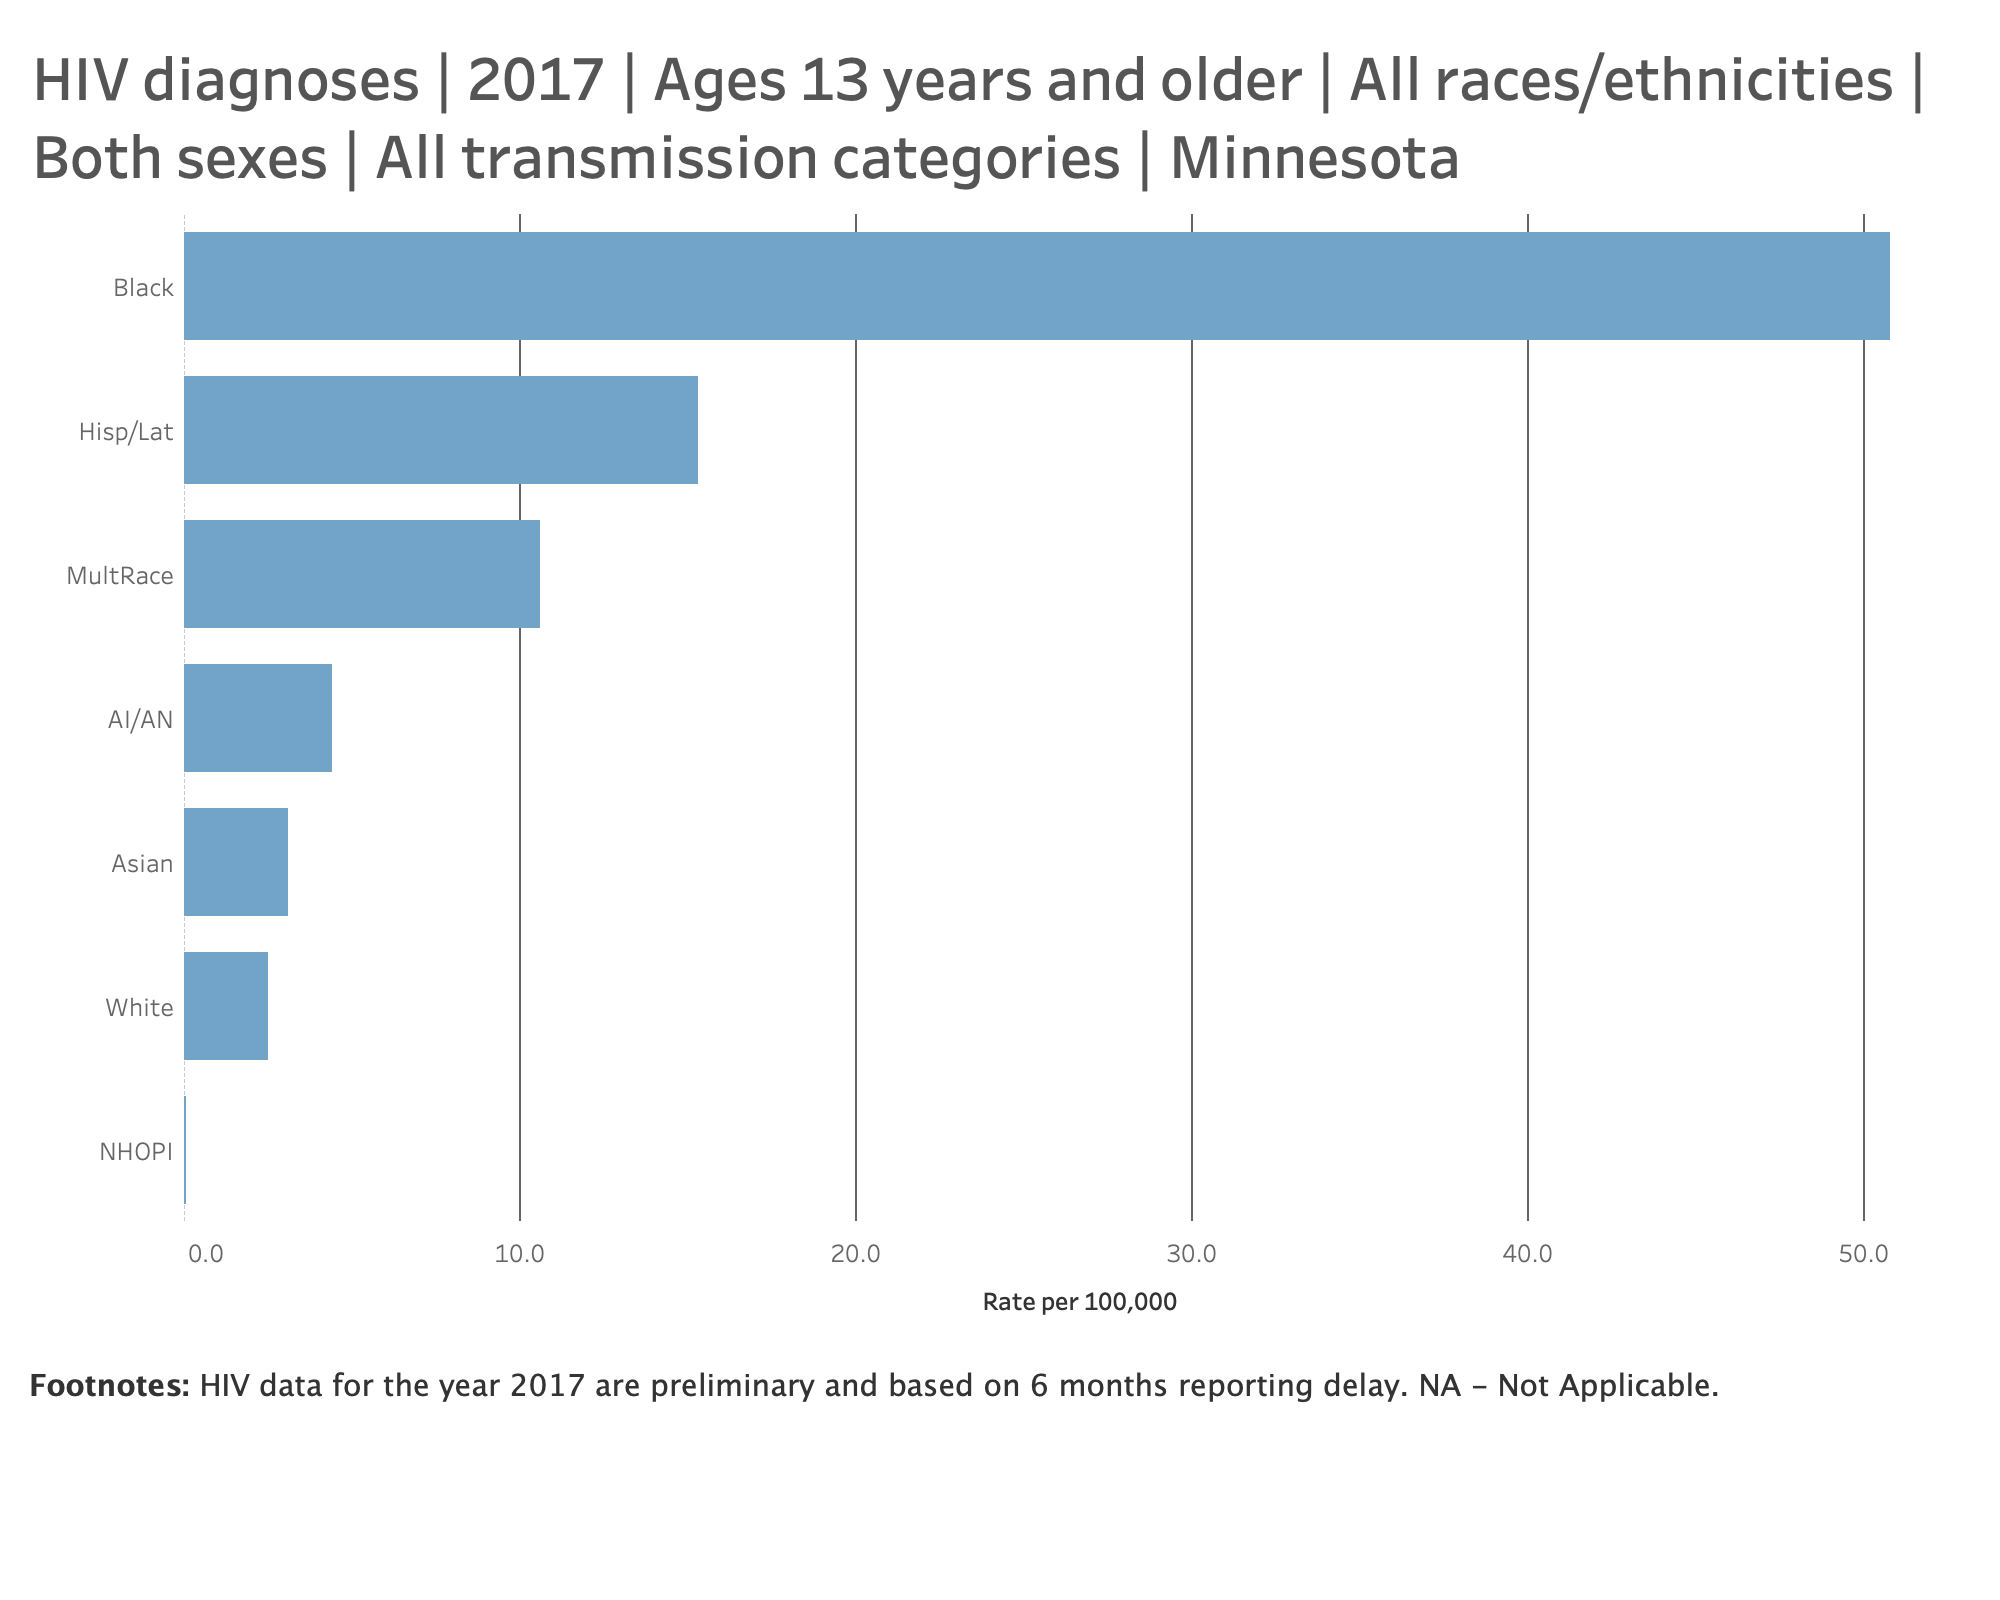 HIV diagnoses | 2017 | Ages 13 years and older | All races/ethnicities |
Both sexes | All transmission categories | Minnesota
Black
Hisp/Lat
MultRace
AI/AN
Asian
White
NHOPI
0.0 10.0 20.0 30.0 40.0 50.0
Rate per 100,000
Footnotes: HIV data for the year 2017 are preliminary and based on 6 months reporting delay. NA – Not Applicable.